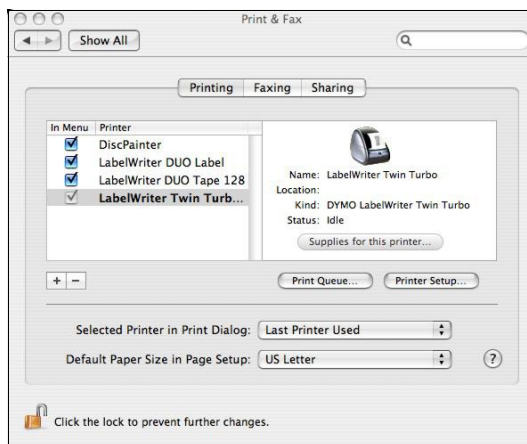 Print & Fax
Show All
Printing Faxing Sharing
In Menu Printer
DiscPainter
LabelWriter DUO Label
LabelWriter DUO Tape 128
LabelWriter Twin Turb...
Name: LabelWriter Twin Turbo
Location:
Kind: DYMO LabelWriter Twin Turbo
Status: Idle
Supplies for this printer...
+ −
Print Queue... Printer Setup...
Selected Printer in Print Dialog: Last Printer Used
Default Paper Size in Page Setup: US Letter ?
Click the lock to prevent further changes.